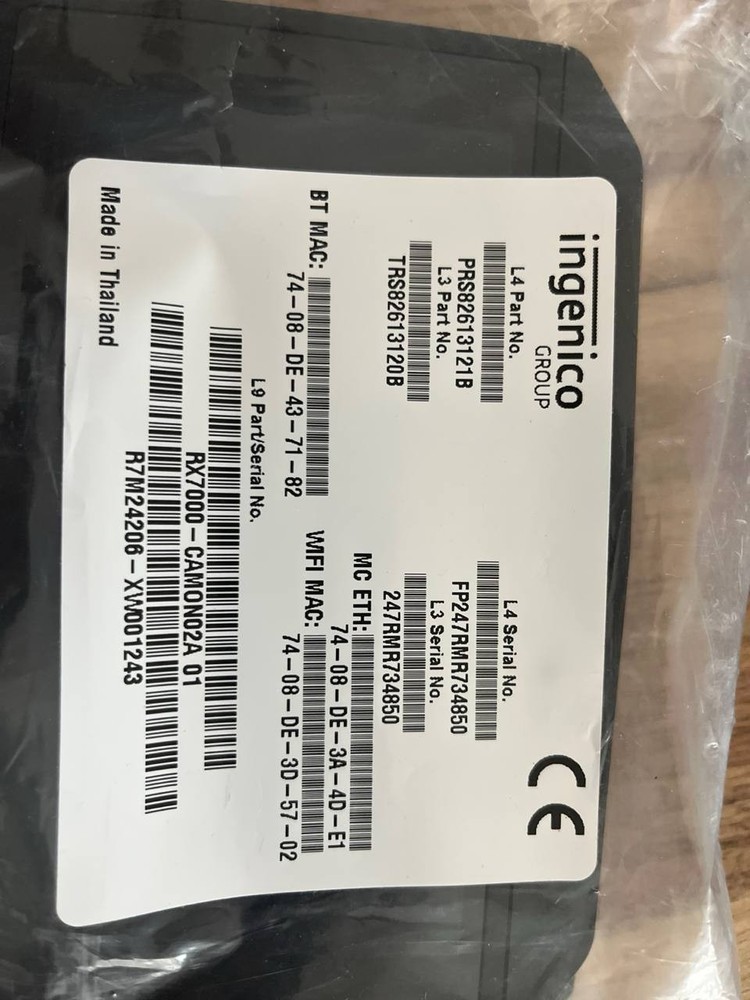 ingenico
GROUP
L4 Part No.
PRS82613121B
L3 Part No.
TRS82613120B
L4 Serial No.
FP247RMR734850
L3 Serial No.
247RMR734850
MC ETH:
74-08-DE-3A-4D-E1
BT MAC:
74-08-DE-43-71-82
WIFI MAC:
74-08-DE-3D-57-02
L9 Part/Serial No.
RX7000-CAMON02A 01
R7M24206-XW001243
Made in Thailand
CE